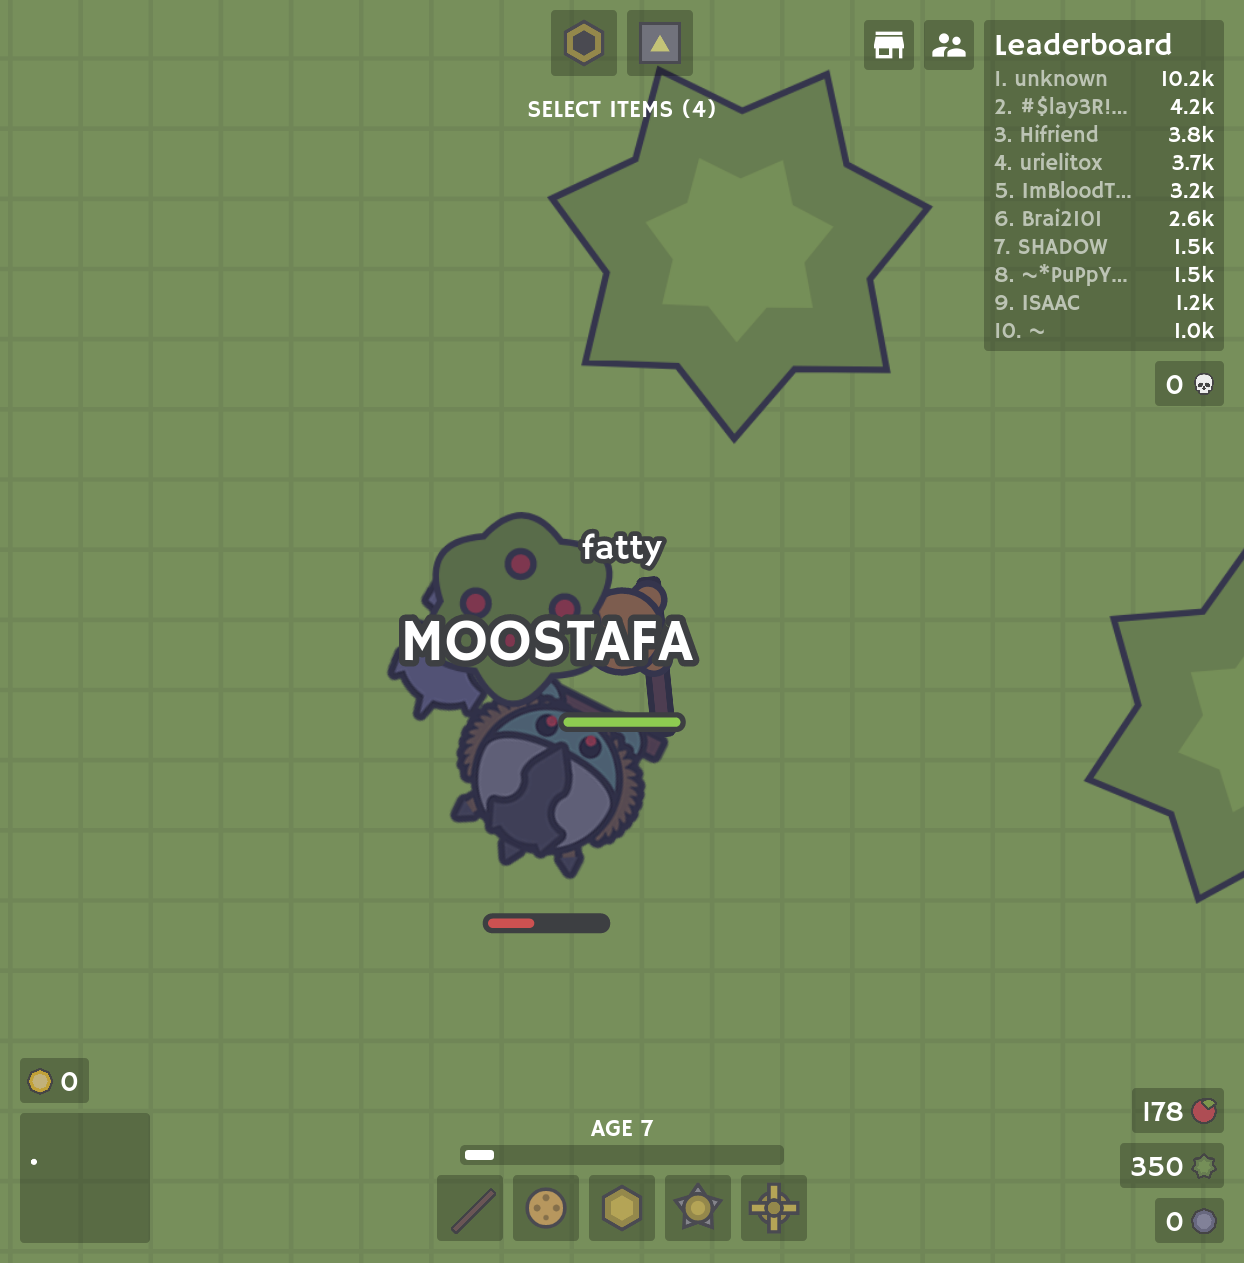 SELECT ITEMS (4)
Leaderboard
1. unknown 10.2k
2. #$lay3R!... 4.2k
3. Hifriend 3.8k
4. urielitox 3.7k
5. ImBloodT... 3.2k
6. Brai2101 2.6k
7. SHADOW 1.5k
8. ~*PuPpY... 1.5k
9. ISAAC 1.2k
10. ~ 1.0k
0
fatty
MOOSTAFA
0
AGE 7
178
350
0